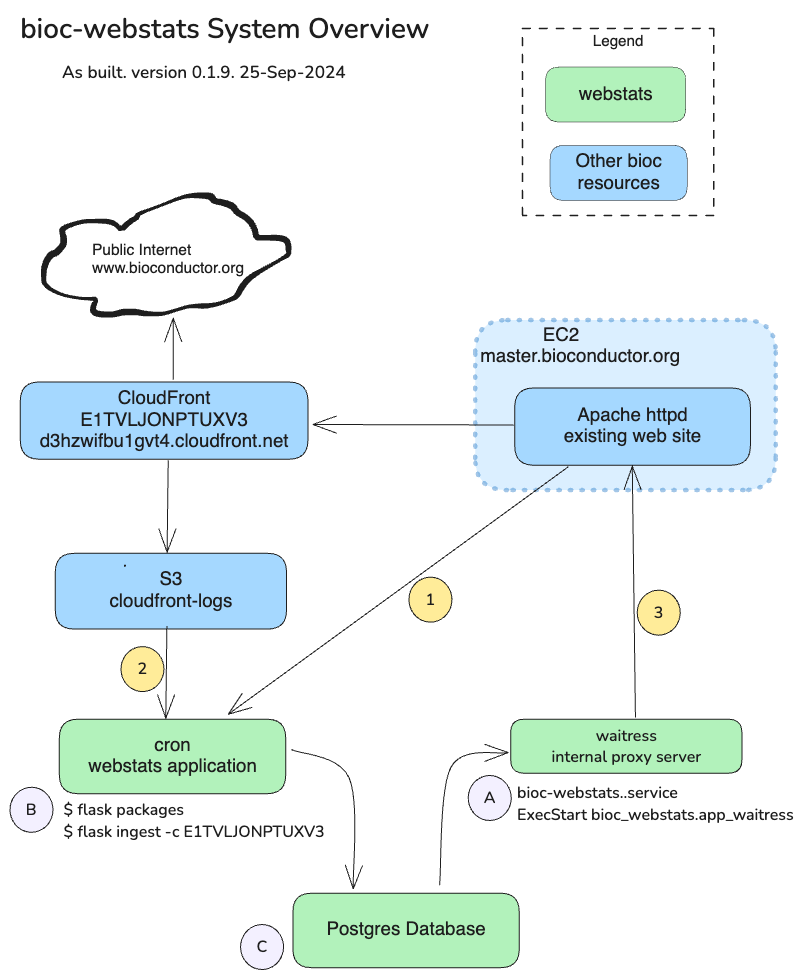 bioc-webstats System Overview
As built. version 0.1.9. 25-Sep-2024
Legend
webstats
Other bioc
resources
Public Internet
www.bioconductor.org
EC2
master.bioconductor.org
CloudFront
E1TVLJONPTUXV3
d3hzwifbu1gvt4.cloudfront.net
Apache httpd
existing web site
S3
cloudfront-logs
1
3
2
cron
webstats application
waitress
internal proxy server
B
$ flask packages
$ flask ingest -c E1TVLJONPTUXV3
A
bioc-webstats..service
ExecStart bioc_webstats.app_waitress
C
Postgres Database